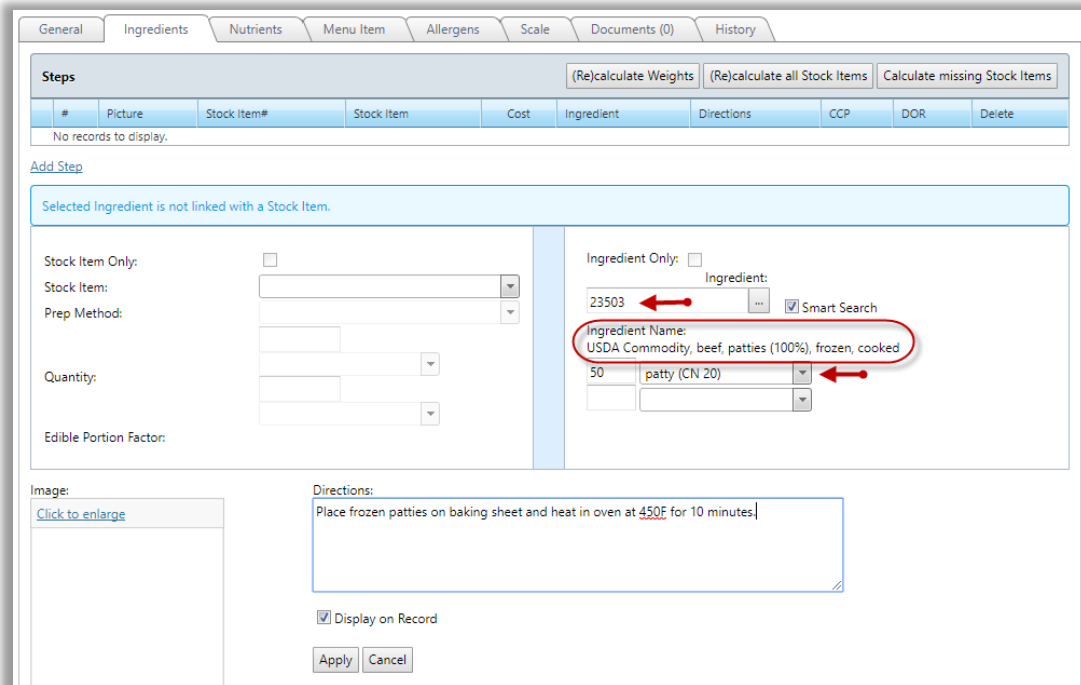 General Ingredients Nutrients Menu Item Allergens Scale Documents (0) History
Steps (Re)calculate Weights (Re)calculate all Stock Items Calculate missing Stock Items
# Picture Stock Item# Stock Item Cost Ingredient Directions CCP DOR Delete
No records to display.
Add Step
Selected Ingredient is not linked with a Stock Item.
Stock Item Only:
Stock Item:
Prep Method:
Quantity:
Edible Portion Factor:
Ingredient Only:
Ingredient:
23503 ... Smart Search
Ingredient Name:
USDA Commodity, beef, patties (100%), frozen, cooked
50 patty (CN 20)
Image:
Click to enlarge
Directions:
Place frozen patties on baking sheet and heat in oven at 450F for 10 minutes.
Display on Record
Apply Cancel